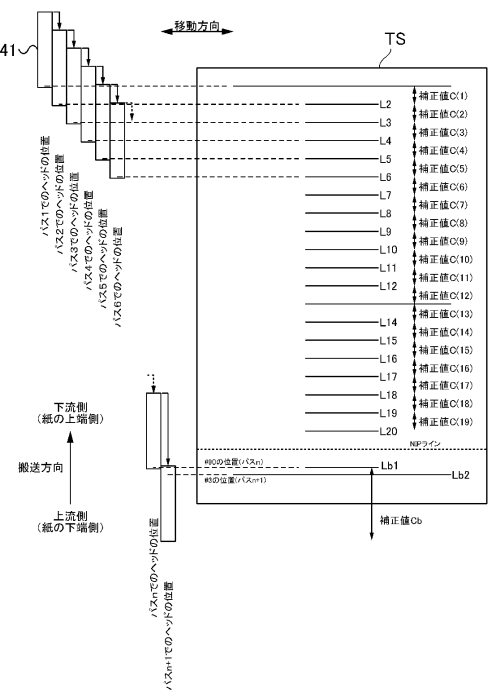 移動方向
TS
41
補正値C(1)
L2
補正値C(2)
L3
補正値C(3)
L4
補正値C(4)
L5
補正値C(5)
L6
補正値C(6)
L7
補正値C(7)
L8
補正値C(8)
L9
補正値C(9)
L10
補正値C(10)
L11
補正値C(11)
L12
補正値C(12)
補正値C(13)
L14
補正値C(14)
L15
補正値C(15)
L16
補正値C(16)
L17
補正値C(17)
L18
補正値C(18)
L19
補正値C(19)
L20
NIPライン
パス1でのヘッドの位置
パス2でのヘッドの位置
パス3でのヘッドの位置
パス4でのヘッドの位置
パス5でのヘッドの位置
パス6でのヘッドの位置
下流側
(紙の上端側)
搬送方向
上流側
(紙の下端側)
#90の位置(パスn)
Lb1
#3の位置(パスn+1)
Lb2
補正値Cb
パスnでのヘッドの位置
パスn+1でのヘッドの位置